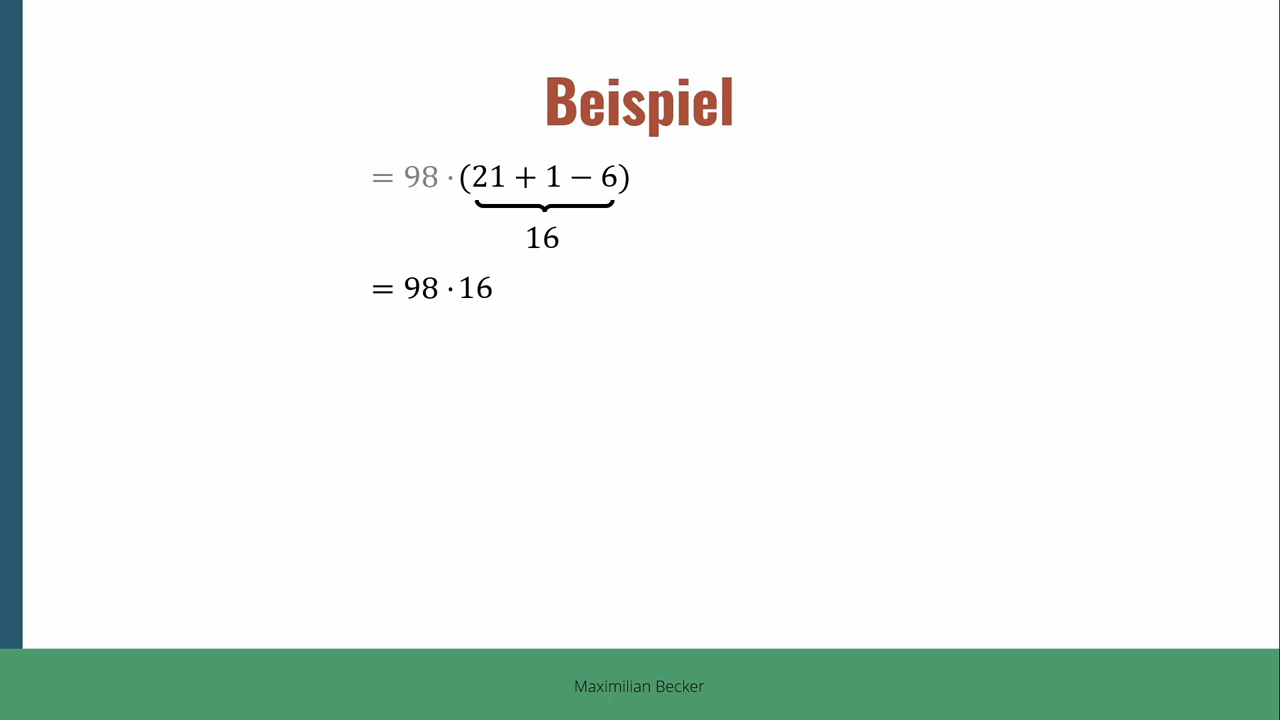 Beispiel
= 98 · (21 + 1 − 6)
16
= 98 · 16
Maximilian Becker